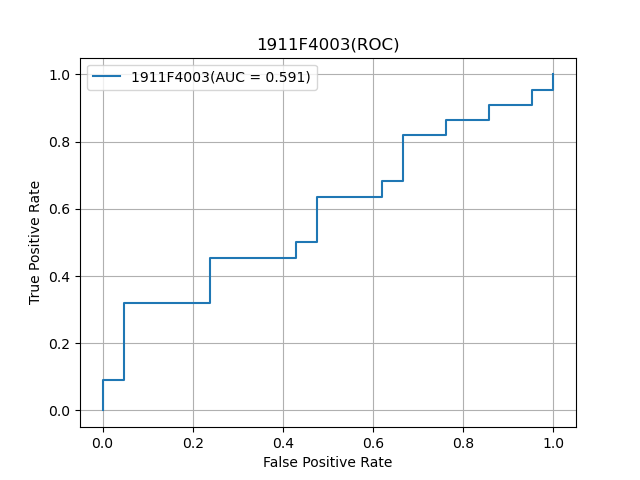 1911F4003(ROC)
1911F4003(AUC = 0.591)
True Positive Rate
1.0
0.8
0.6
0.4
0.2
0.0
0.0 0.2 0.4 0.6 0.8 1.0
False Positive Rate